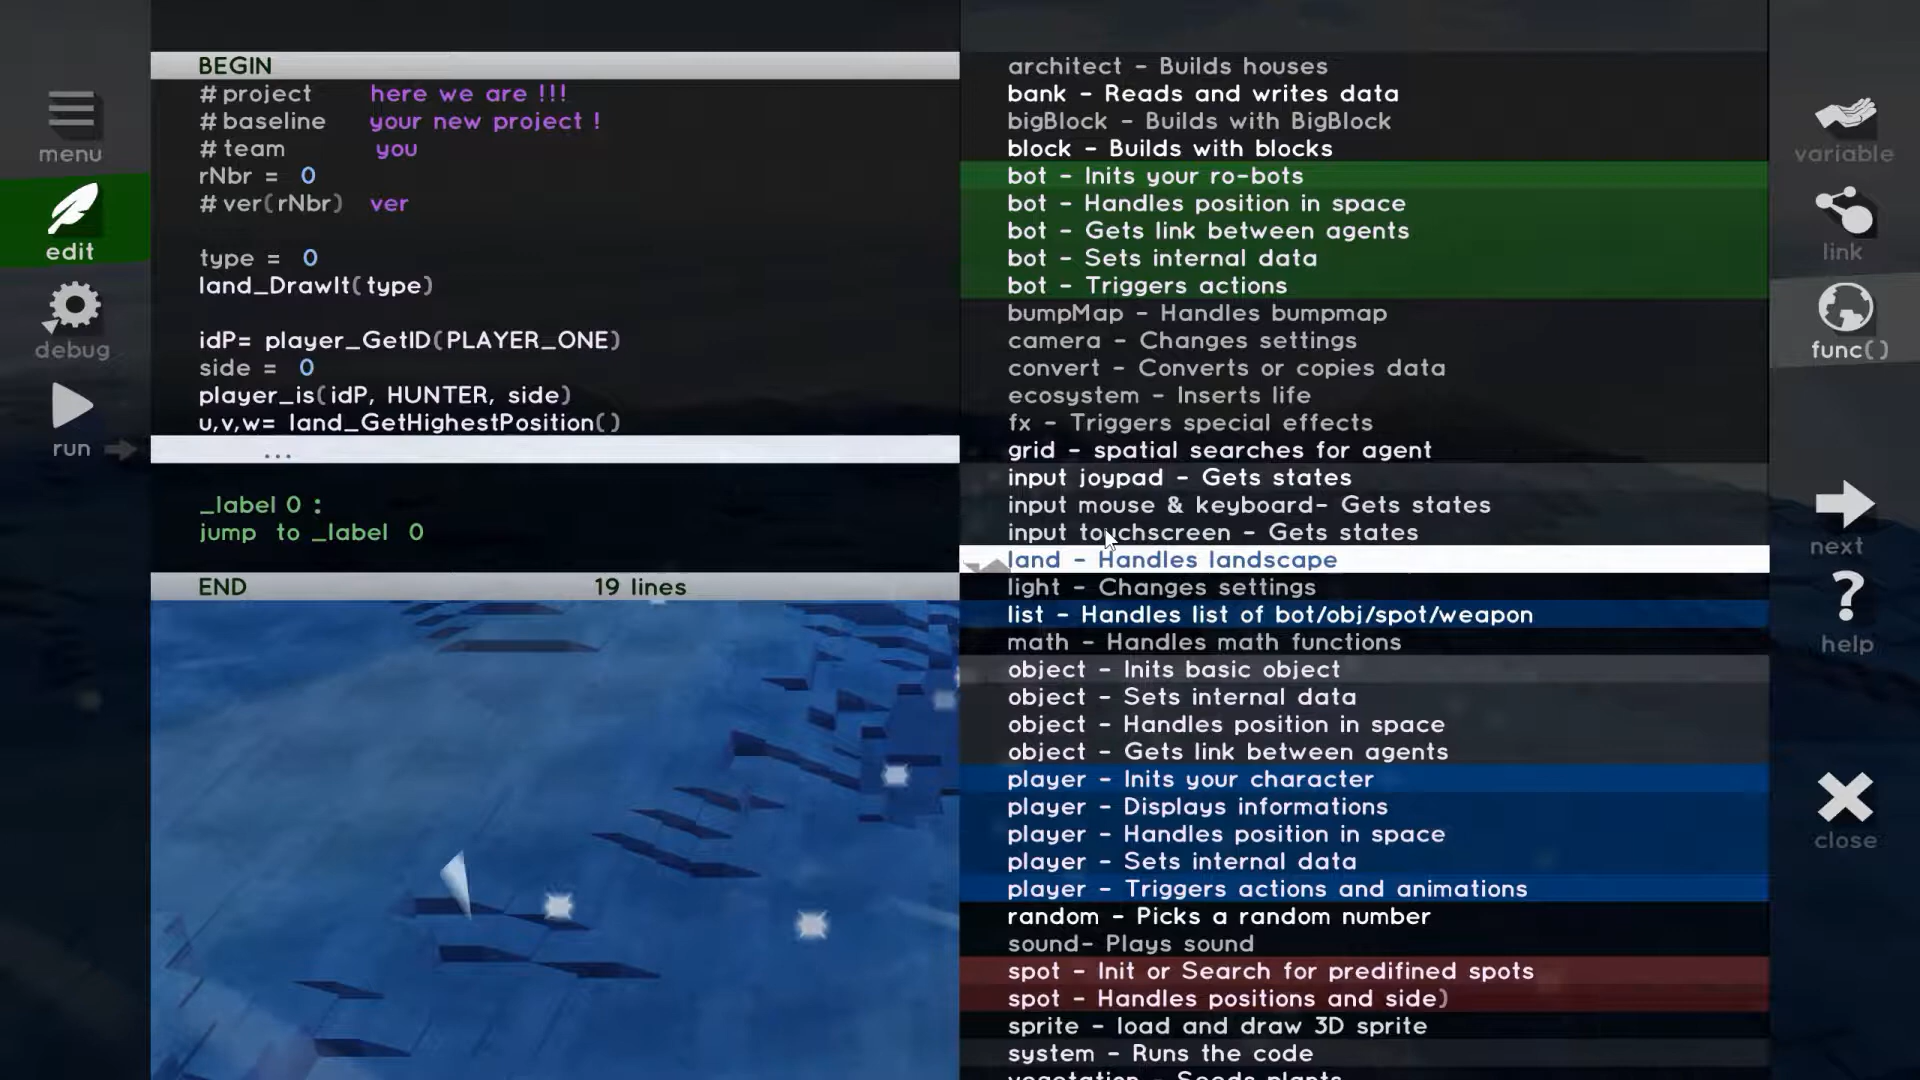 menu
edit
debug
run
BEGIN
# project here we are !!!
# baseline your new project !
# team you
rNbr = 0
# ver(rNbr) ver
type = 0
land_DrawIt(type)
idP= player_GetID(PLAYER_ONE)
side = 0
player_is(idP, HUNTER, side)
u,v,w= land_GetHighestPosition()
...
_label 0 :
jump to _label 0
END 19 lines
architect - Builds houses
bank - Reads and writes data
bigBlock - Builds with BigBlock
block - Builds with blocks
bot - Inits your ro-bots
bot - Handles position in space
bot - Gets link between agents
bot - Sets internal data
bot - Triggers actions
bumpMap - Handles bumpmap
camera - Changes settings
convert - Converts or copies data
ecosystem - Inserts life
fx - Triggers special effects
grid - spatial searches for agent
input joypad - Gets states
input mouse & keyboard- Gets states
input touchscreen - Gets states
land - Handles landscape
light - Changes settings
list - Handles list of bot/obj/spot/weapon
math - Handles math functions
object - Inits basic object
object - Sets internal data
object - Handles position in space
object - Gets link between agents
player - Inits your character
player - Displays informations
player - Handles position in space
player - Sets internal data
player - Triggers actions and animations
random - Picks a random number
sound- Plays sound
spot - Init or Search for predifined spots
spot - Handles positions and side)
sprite - load and draw 3D sprite
system - Runs the code
vegetation - Seeds plants
variable
link
func()
next
?
help
close